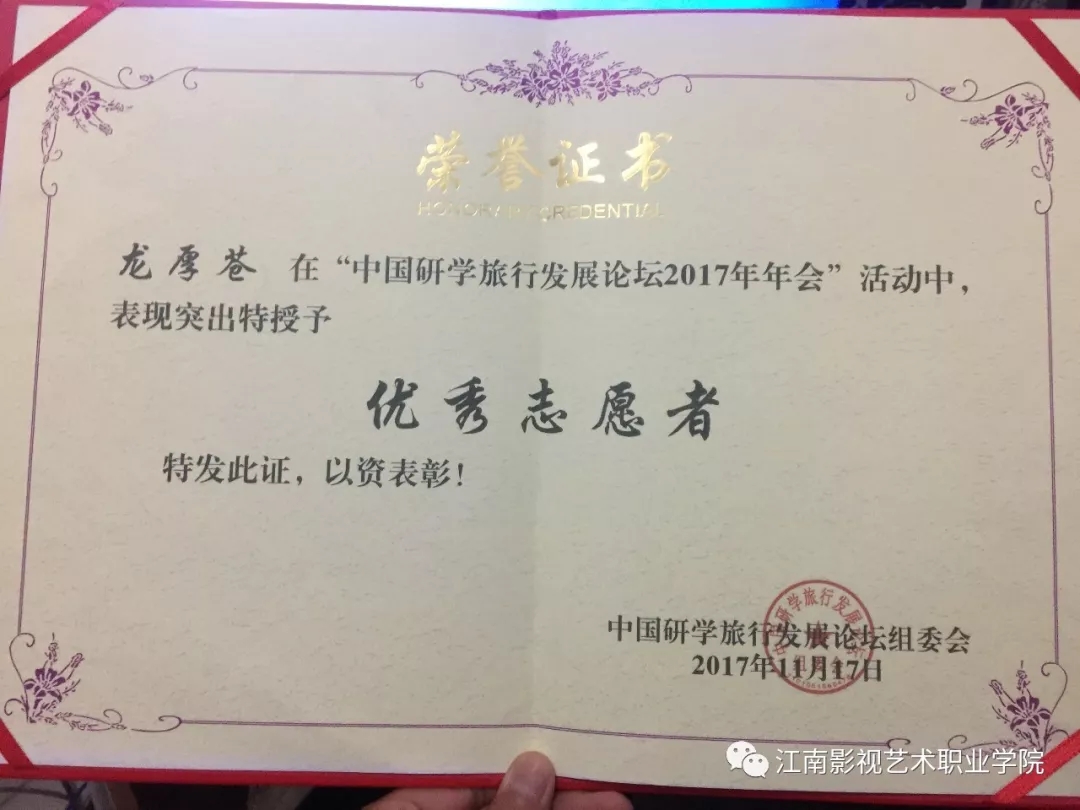 荣誉证书
HONORARY CREDENTIAL
龙厚苍 在“中国研学旅行发展论坛2017年年会”活动中，
表现突出特授予
优秀志愿者
特发此证，以资表彰！
中国研学旅行发展论坛组委会
2017年11月17日
江南影视艺术职业学院